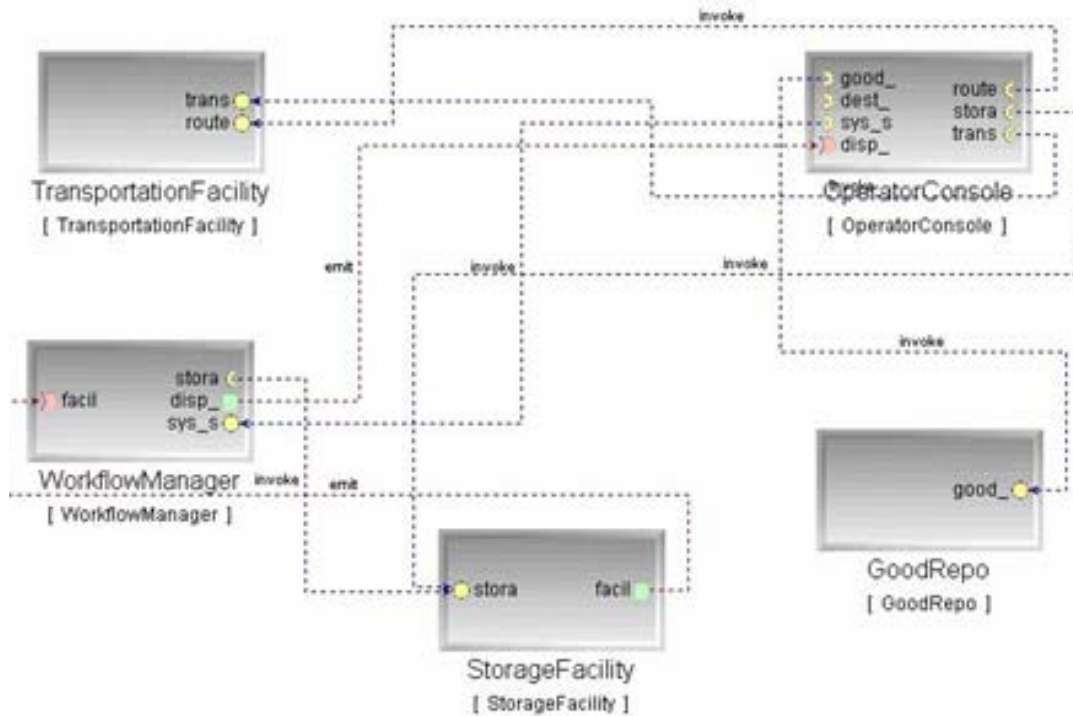 invoke
trans
route
TransportationFacility
[ TransportationFacility ]
good_
dest_
sys_s
disp_
route
stora
trans
invoke
OperatorConsole
[ OperatorConsole ]
emit
invoke
invoke
invoke
facil
stora
disp_
sys_s
WorkflowManager
[ WorkflowManager ]
invoke
emit
good_
GoodRepo
[ GoodRepo ]
stora
facil
StorageFacility
[ StorageFacility ]